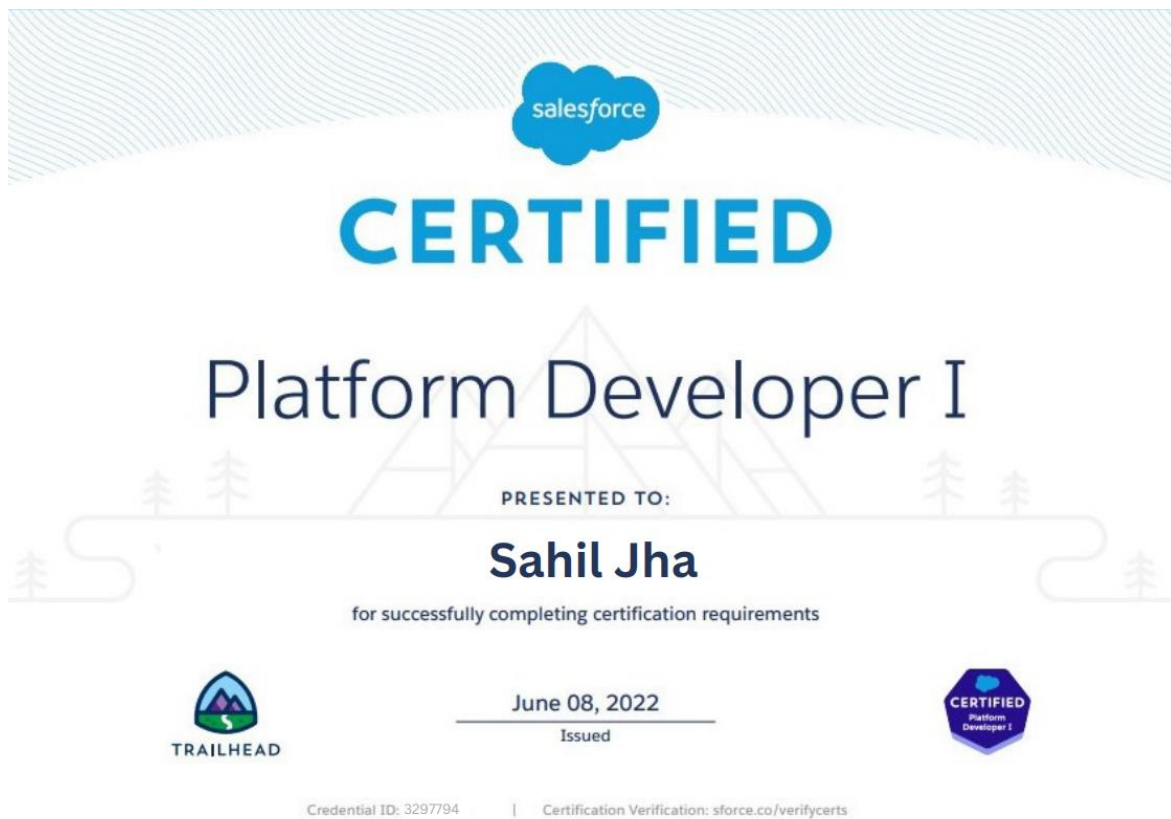 salesforce
CERTIFIED
Platform Developer I
PRESENTED TO:
Sahil Jha
for successfully completing certification requirements
TRAILHEAD
June 08, 2022
Issued
CERTIFIED
Platform
Developer I
Credential ID: 3297794 | Certification Verification: sforce.co/verifycerts